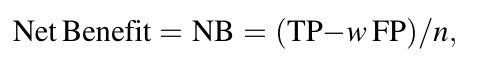 Net Benefit = NB = (TP−w FP)/n,